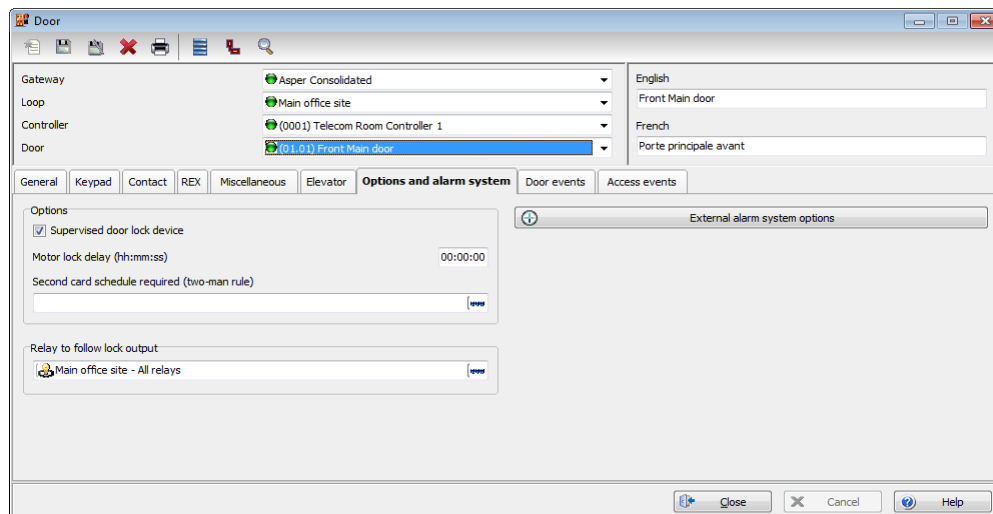 Door
Gateway
Asper Consolidated
Loop
Main office site
Controller
(0001) Telecom Room Controller 1
Door
(01.01) Front Main door
English
Front Main door
French
Porte principale avant
General Keypad Contact REX Miscellaneous Elevator Options and alarm system Door events Access events
Options
Supervised door lock device
Motor lock delay (hh:mm:ss) 00:00:00
Second card schedule required (two-man rule)
Relay to follow lock output
Main office site - All relays
External alarm system options
Close Cancel Help